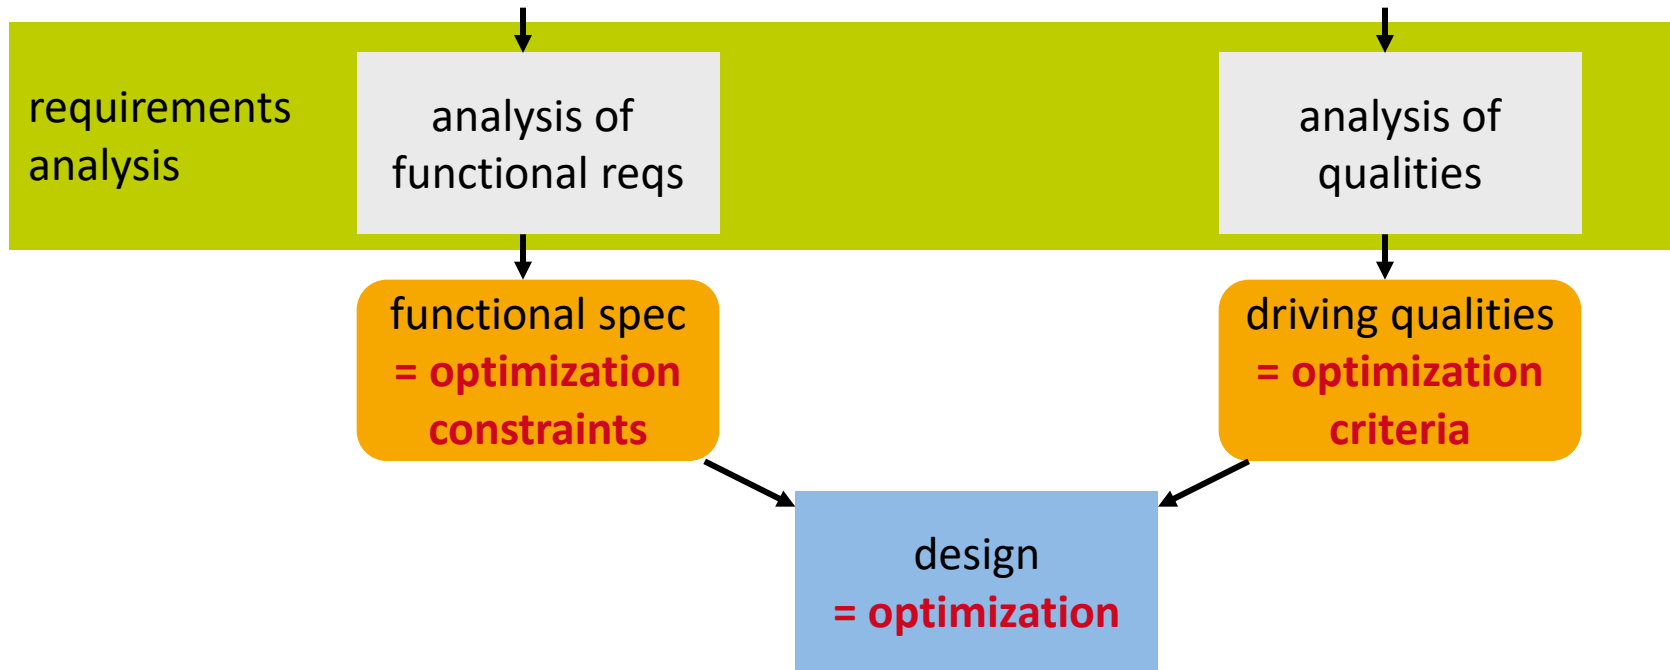 requirements
analysis
analysis of
functional reqs
analysis of
qualities
functional spec
= optimization
constraints
driving qualities
= optimization
criteria
design
= optimization